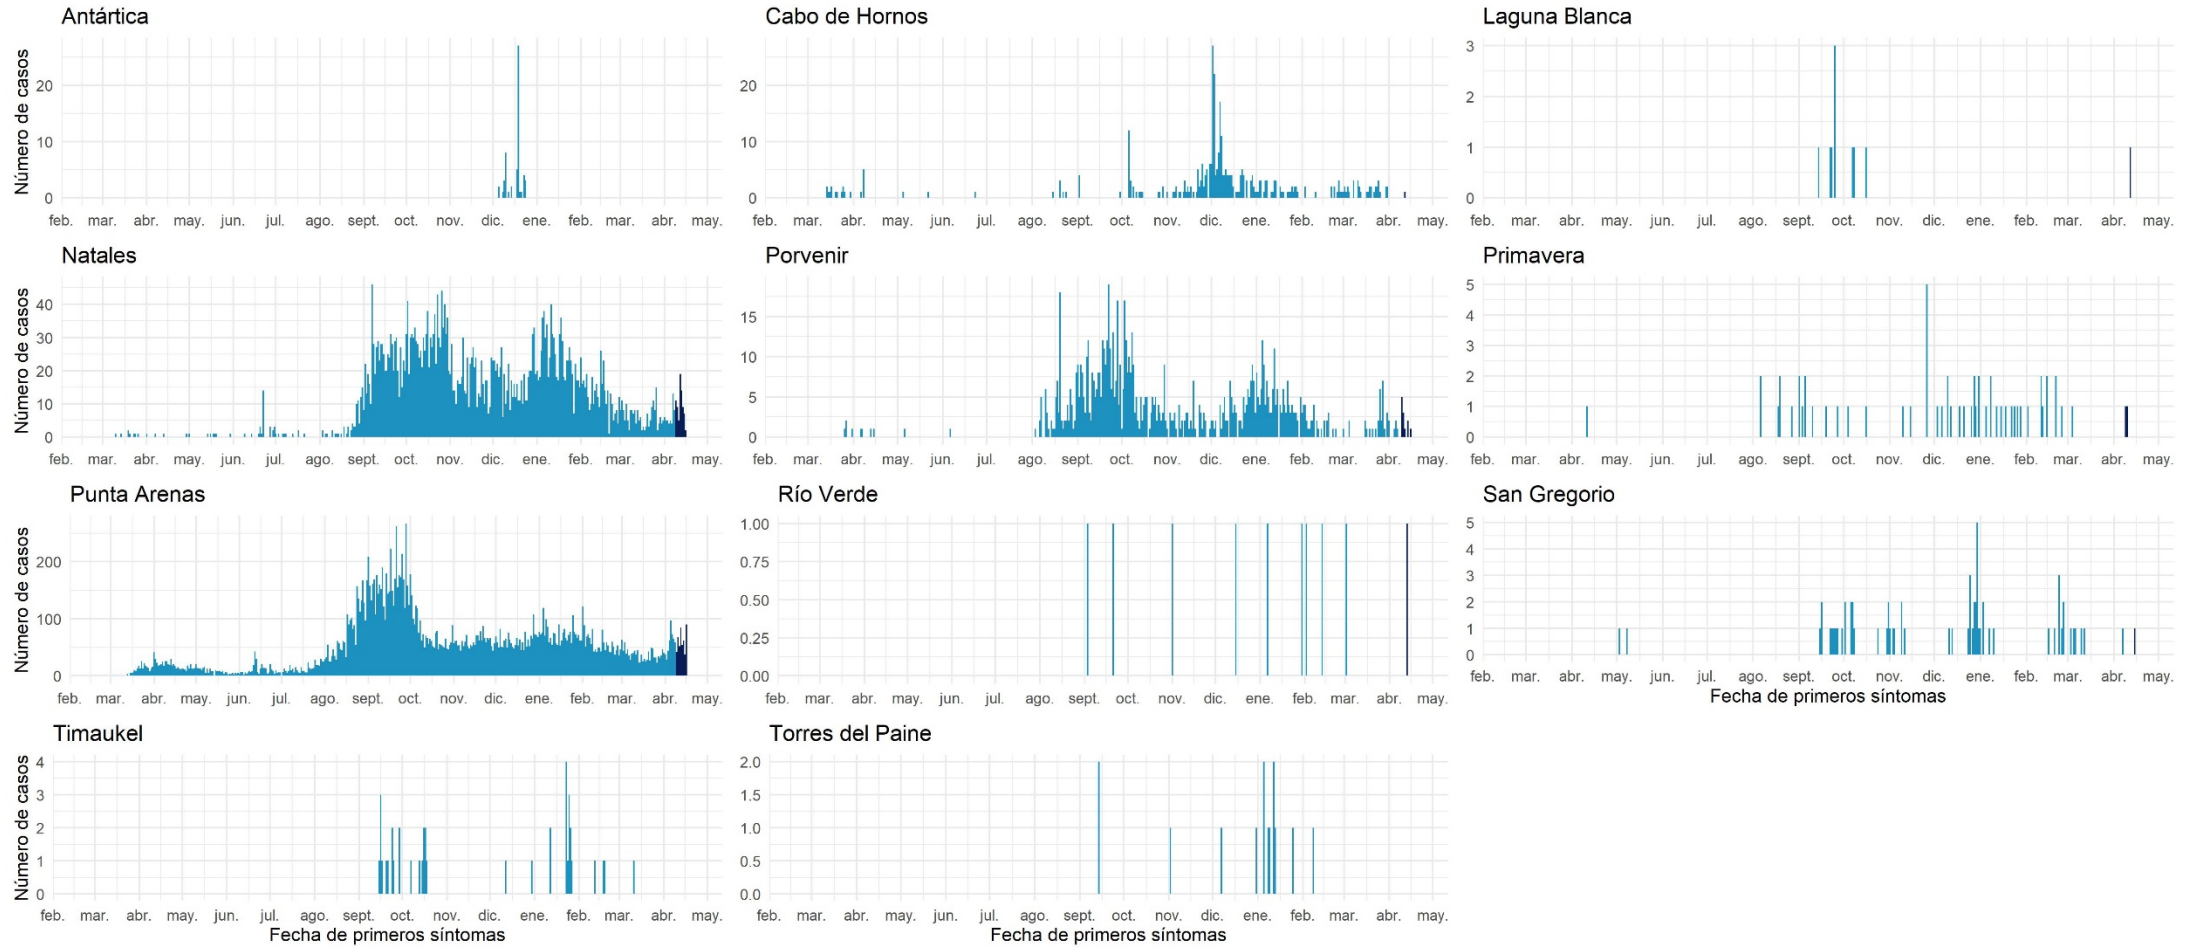 Antártica
Cabo de Hornos
Laguna Blanca
Número de casos
20
10
0
20
10
0
3
2
1
0
feb. mar. abr. may. jun. jul. ago. sept. oct. nov. dic. ene. feb. mar. abr. may.
feb. mar. abr. may. jun. jul. ago. sept. oct. nov. dic. ene. feb. mar. abr. may.
feb. mar. abr. may. jun. jul. ago. sept. oct. nov. dic. ene. feb. mar. abr. may.
Natales
Porvenir
Primavera
Número de casos
40
30
20
10
0
15
10
5
0
5
4
3
2
1
0
feb. mar. abr. may. jun. jul. ago. sept. oct. nov. dic. ene. feb. mar. abr. may.
feb. mar. abr. may. jun. jul. ago. sept. oct. nov. dic. ene. feb. mar. abr. may.
feb. mar. abr. may. jun. jul. ago. sept. oct. nov. dic. ene. feb. mar. abr. may.
Punta Arenas
Río Verde
San Gregorio
Número de casos
200
100
0
1.00
0.75
0.50
0.25
0.00
5
4
3
2
1
0
feb. mar. abr. may. jun. jul. ago. sept. oct. nov. dic. ene. feb. mar. abr. may.
feb. mar. abr. may. jun. jul. ago. sept. oct. nov. dic. ene. feb. mar. abr. may.
feb. mar. abr. may. jun. jul. ago. sept. oct. nov. dic. ene. feb. mar. abr. may.
Fecha de primeros síntomas
Timaukel
Torres del Paine
Número de casos
4
3
2
1
0
2.0
1.5
1.0
0.5
0.0
feb. mar. abr. may. jun. jul. ago. sept. oct. nov. dic. ene. feb. mar. abr. may.
feb. mar. abr. may. jun. jul. ago. sept. oct. nov. dic. ene. feb. mar. abr. may.
Fecha de primeros síntomas
Fecha de primeros síntomas